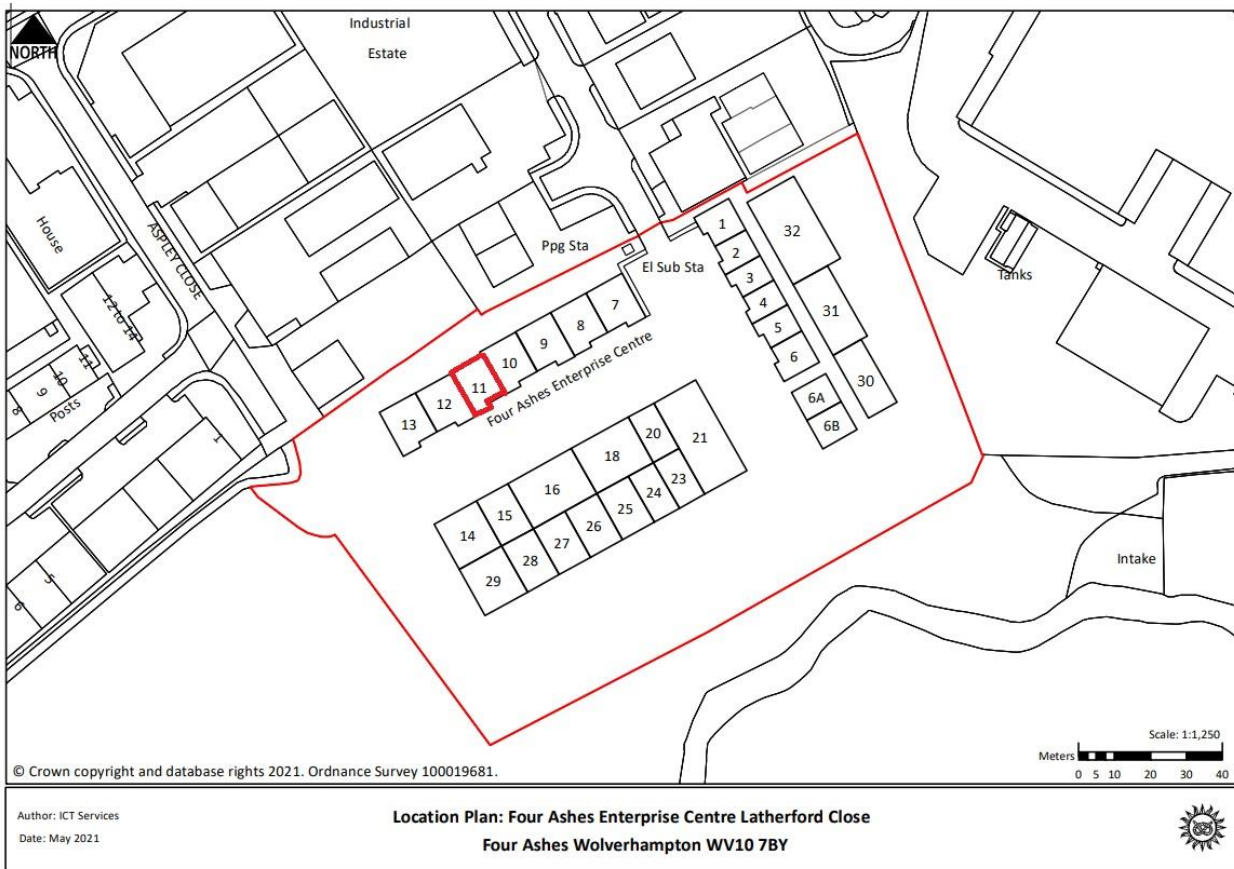 NORTH
Industrial
Estate
House
ASPLEY CLOSE
12 to 14
11
10
9
8
Posts
1
5
6
Ppg Sta
El Sub Sta
Tanks
Intake
1
2
3
4
5
6
6A
6B
32
31
30
7
8
9
10
11
12
13
Four Ashes Enterprise Centre
14
15
16
18
20
21
29
28
27
26
25
24
23
Scale: 1:1,250
Meters
0 5 10 20 30 40
© Crown copyright and database rights 2021. Ordnance Survey 100019681.
Author: ICT Services
Date: May 2021
Location Plan: Four Ashes Enterprise Centre Latherford Close
Four Ashes Wolverhampton WV10 7BY